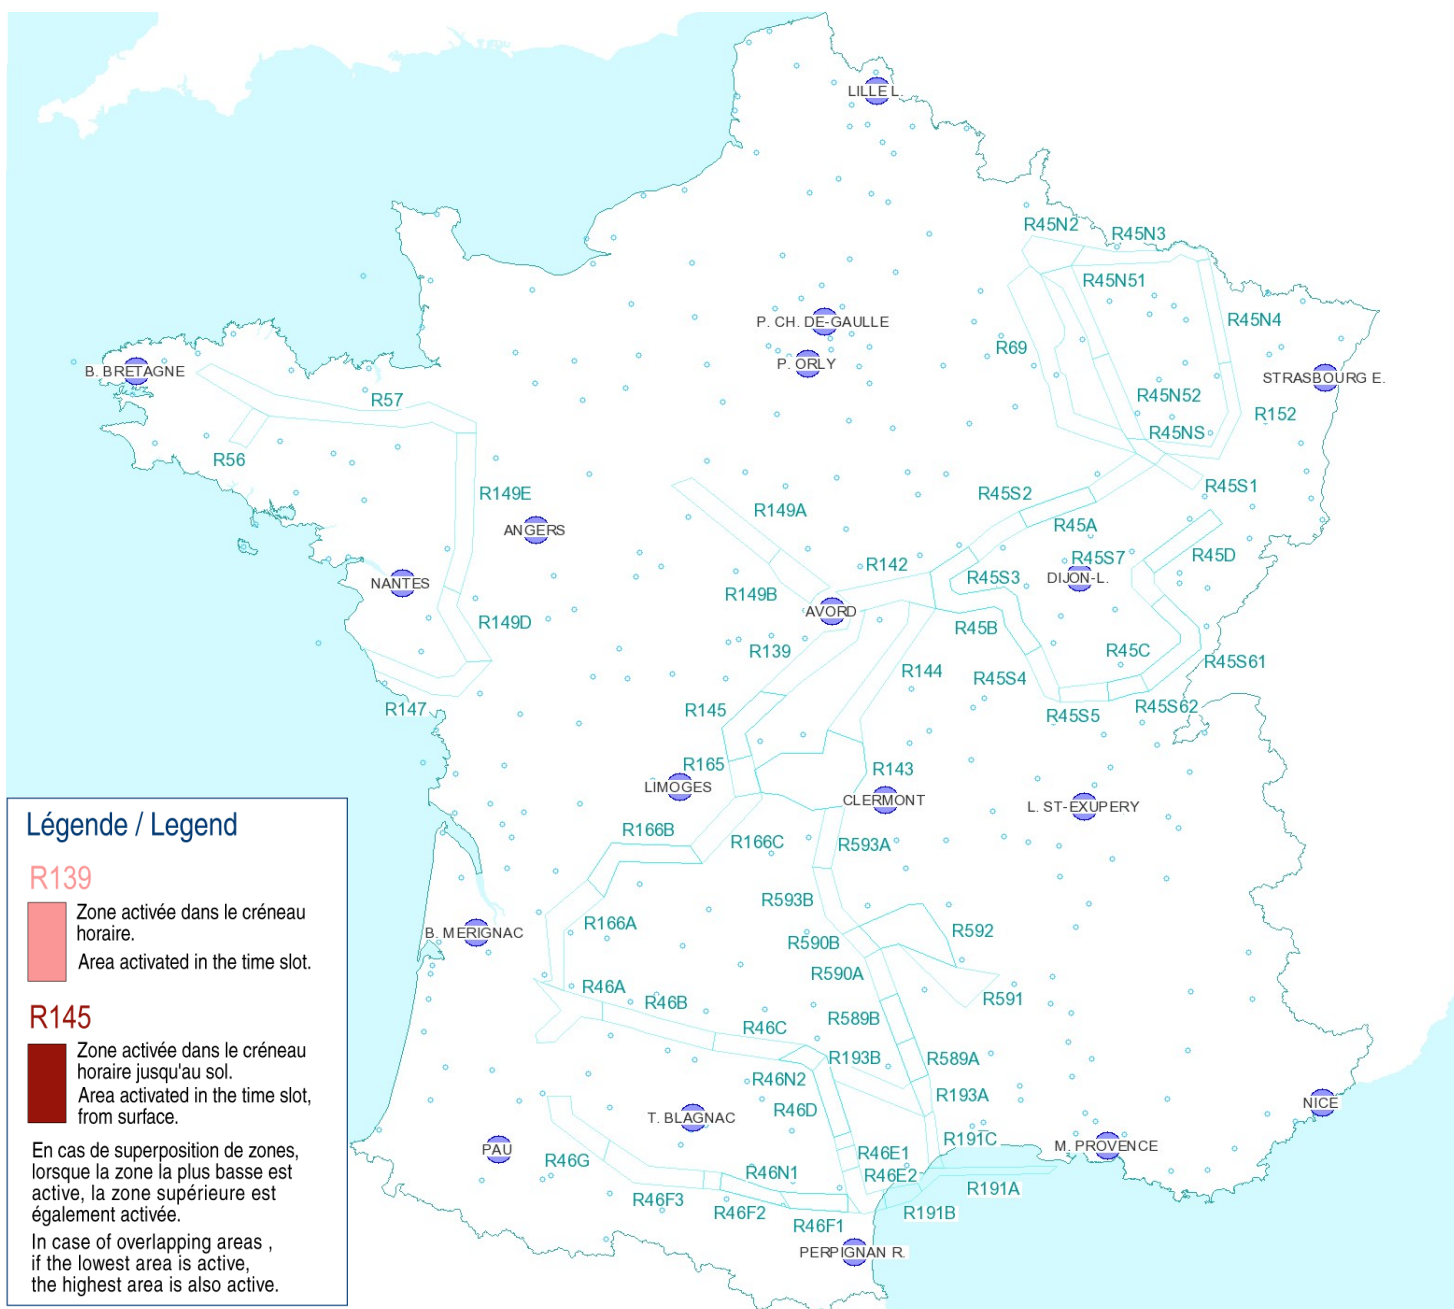 LILLE L.
R45N2
R45N3
R45N51
P. CH. DE-GAULLE
R45N4
R69
P. ORLY
B. BRETAGNE
STRASBOURG E.
R57
R45N52
R152
R45NS
R56
R149E
R45S2
R45S1
R149A
ANGERS
R45A
R45S7
R45D
R142
NANTES
R45S3
DIJON-L.
R149B
AVORD
R149D
R45B
R139
R45C
R45S61
R144
R45S4
R147
R145
R45S5
R45S62
R165
R143
LIMOGES
CLERMONT
L. ST-EXUPERY
R166B
R166C
R593A
R593B
R166A
B. MERIGNAC
R592
R590B
R590A
R46A
R46B
R591
R46C
R589B
R193B
R589A
R46N2
R193A
R46D
T. BLAGNAC
NICE
R191C
M. PROVENCE
PAU
R46E1
R46G
R46N1
R46E2
R191A
R46F3
R46F2
R191B
R46F1
PERPIGNAN R.
Légende / Legend
R139
Zone activée dans le créneau
horaire.
Area activated in the time slot.
R145
Zone activée dans le créneau
horaire jusqu'au sol.
Area activated in the time slot,
from surface.
En cas de superposition de zones,
lorsque la zone la plus basse est
active, la zone supérieure est
également activée.
In case of overlapping areas ,
if the lowest area is active,
the highest area is also active.